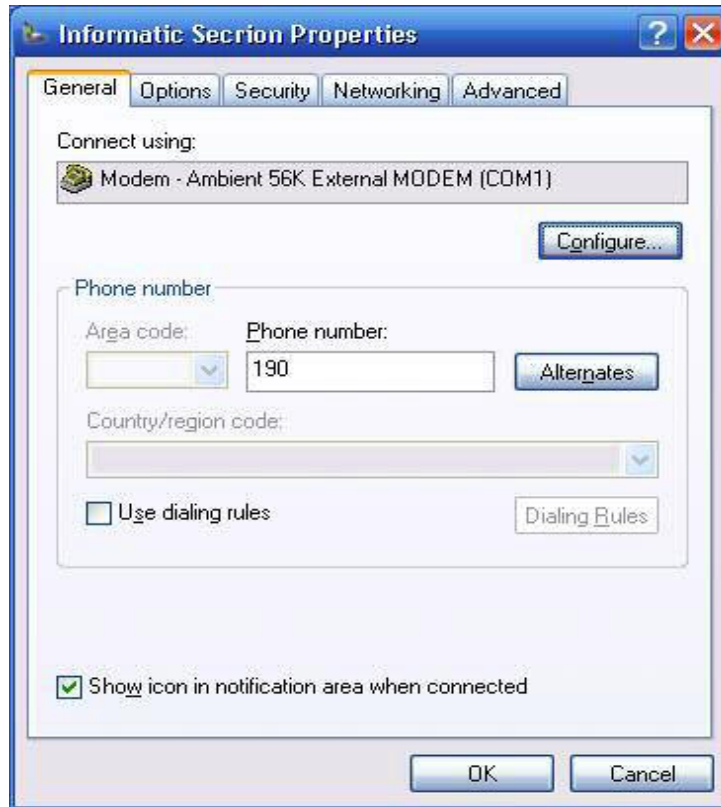 Informatic Secrion Properties
General Options Security Networking Advanced
Connect using:
Modem - Ambient 56K External MODEM (COM1)
Configure...
Phone number
Area code: Phone number:
190 Alternates
Country/region code:
Use dialing rules Dialing Rules
Show icon in notification area when connected
OK Cancel